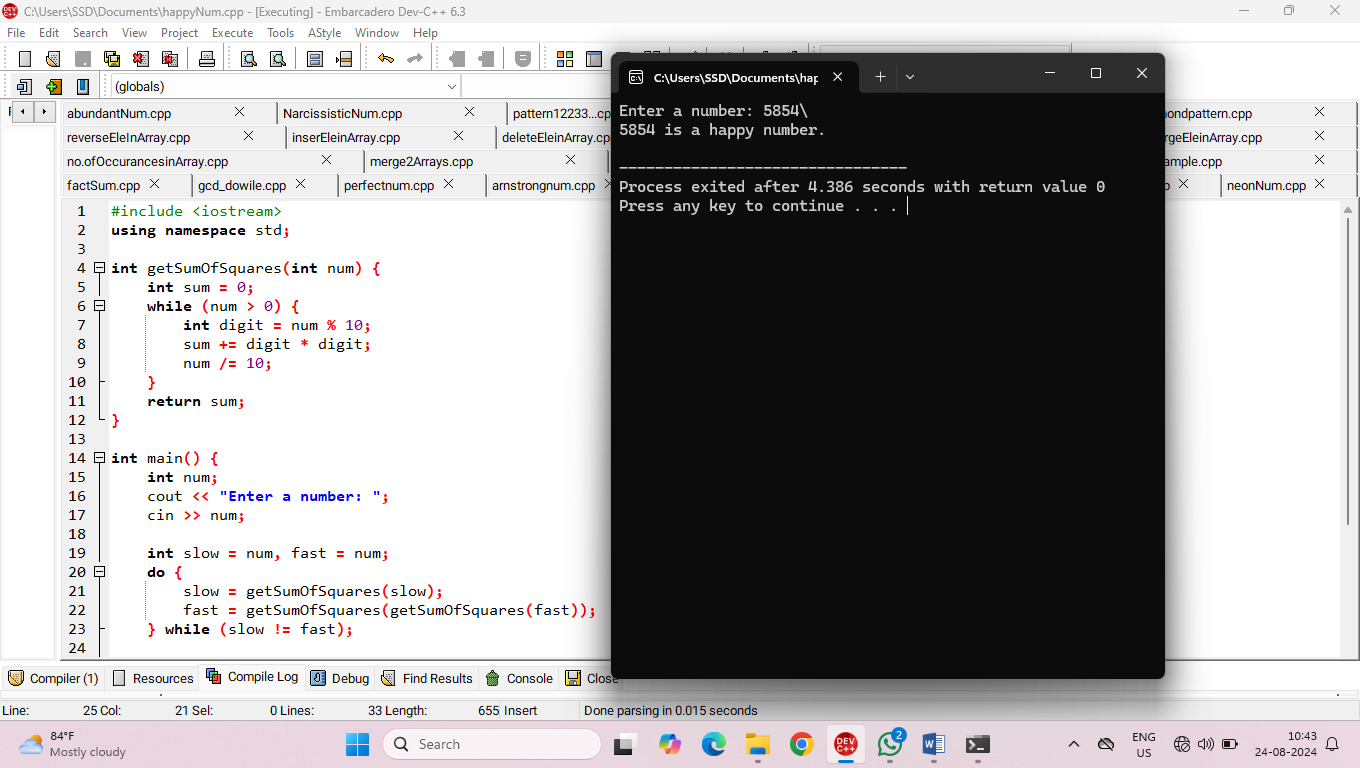 C:\Users\SSD\Documents\happyNum.cpp - [Executing] - Embarcadero Dev-C++ 6.3
File Edit Search View Project Execute Tools AStyle Window Help
(globals)
abundantNum.cpp NarcissisticNum.cpp pattern12233...cp ondpattern.cpp
reverseEleInArray.cpp inserEleinArray.cpp deleteEleinArray.cp rgeEleinArray.cpp
no.ofOccurancesinArray.cpp merge2Arrays.cpp ample.cpp
factSum.cpp gcd_dowile.cpp perfectnum.cpp arnstrongnum.cpp neonNum.cpp
1 #include <iostream>
2 using namespace std;
3
4 int getSumOfSquares(int num) {
5 int sum = 0;
6 while (num > 0) {
7 int digit = num % 10;
8 sum += digit * digit;
9 num /= 10;
10 }
11 return sum;
12 }
13
14 int main() {
15 int num;
16 cout << "Enter a number: ";
17 cin >> num;
18
19 int slow = num, fast = num;
20 do {
21 slow = getSumOfSquares(slow);
22 fast = getSumOfSquares(getSumOfSquares(fast));
23 } while (slow != fast);
24
C:\Users\SSD\Documents\hap
Enter a number: 5854\
5854 is a happy number.
--------------------------------
Process exited after 4.386 seconds with return value 0
Press any key to continue . . .
Compiler (1) Resources Compile Log Debug Find Results Console Close
Line: 25 Col: 21 Sel: 0 Lines: 33 Length: 655 Insert Done parsing in 0.015 seconds
84°F
Mostly cloudy
Search
DEV C++
2
ENG
US
10:43
24-08-2024